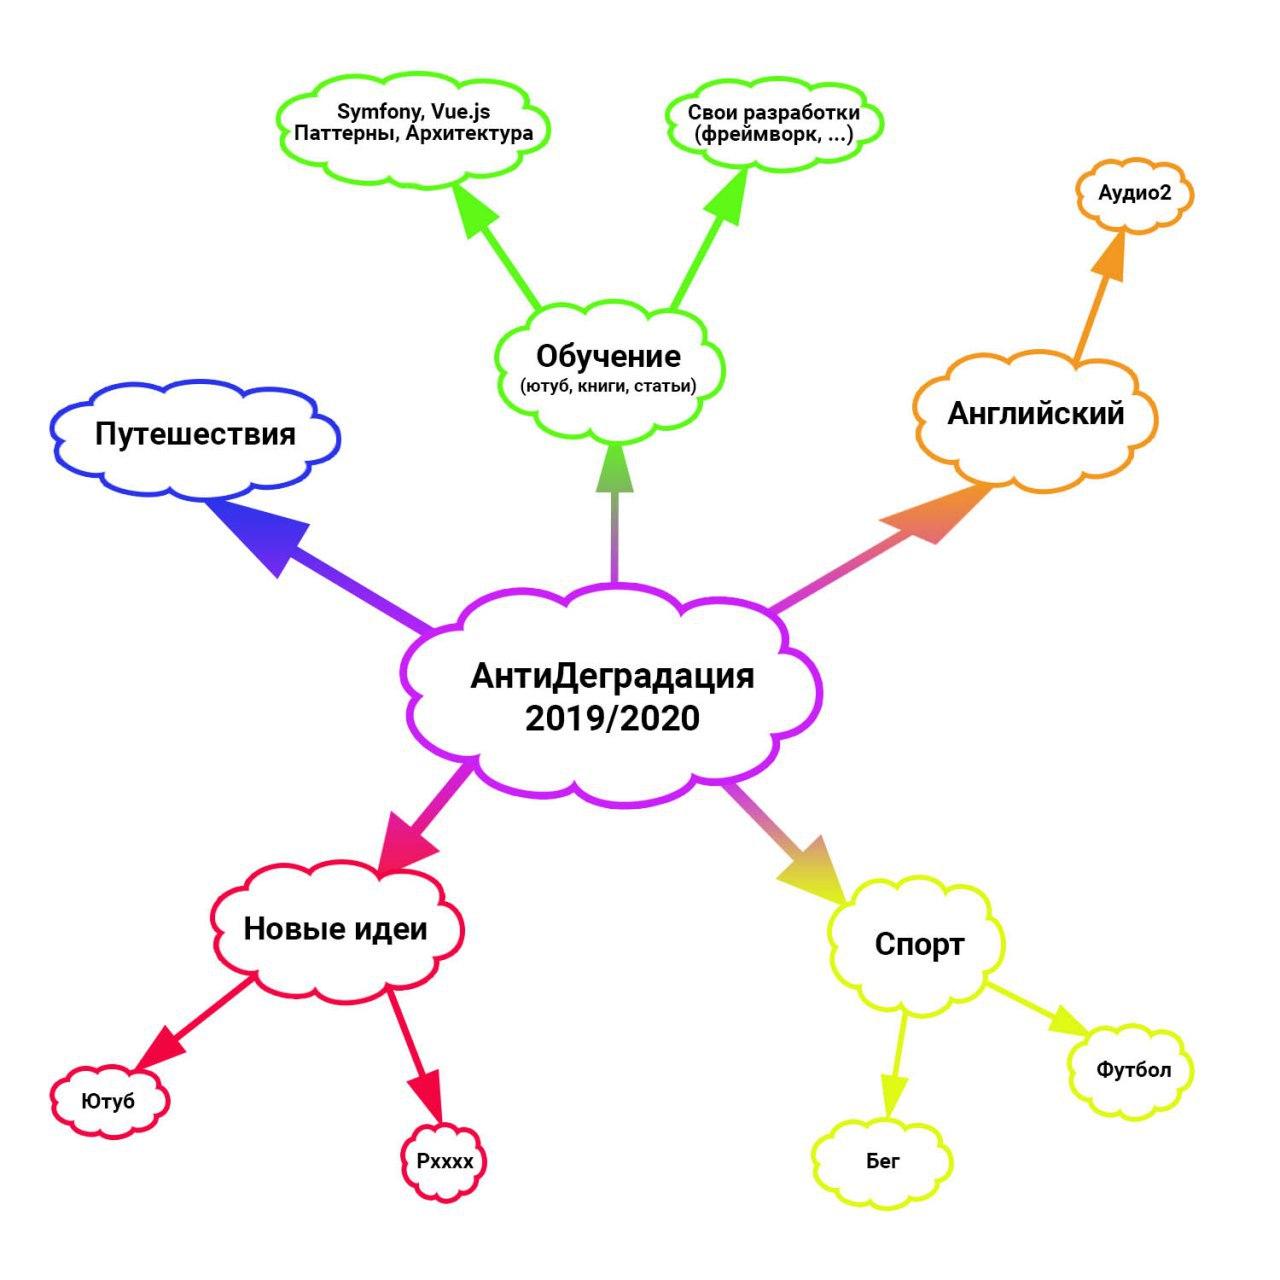 Symfony, Vue.js
Паттерны, Архитектура
Свои разработки
(фреймворк, ...)
Аудио2
Обучение
(ютуб, книги, статьи)
Английский
Путешествия
АнтиДеградация
2019/2020
Новые идеи
Спорт
Ютуб
Рхххх
Футбол
Бег